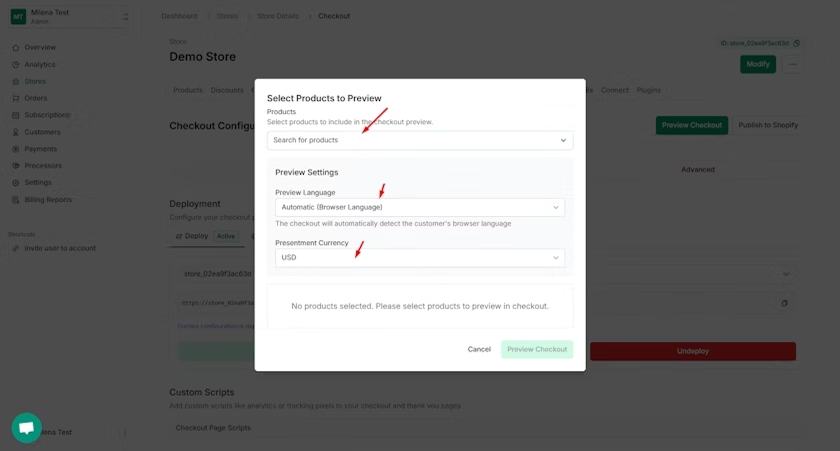 MT Milena Test
Admin
Dashboard Stores Store Details Checkout
Overview
Analytics
Stores
Orders
Subscriptions
Customers
Payments
Processors
Settings
Billing Reports
Shortcuts
Invite user to account
Store
Demo Store
ID: store_02ea9f3ac63d
Modify
Products Discounts Connect Plugins
Checkout Config
Preview Checkout Publish to Shopify
Advanced
Deployment
Configure your checkout
Deploy Active
store_02ea9f3ac63d
Undeploy
Custom Scripts
Add custom scripts like analytics or tracking pixels to your checkout and thank you pages
Checkout Page Scripts
Select Products to Preview
Products
Select products to include in the checkout preview.
Search for products
Preview Settings
Preview Language
Automatic (Browser Language)
The checkout will automatically detect the customer's browser language
Presentment Currency
USD
No products selected. Please select products to preview in checkout.
Cancel Preview Checkout
lena Test